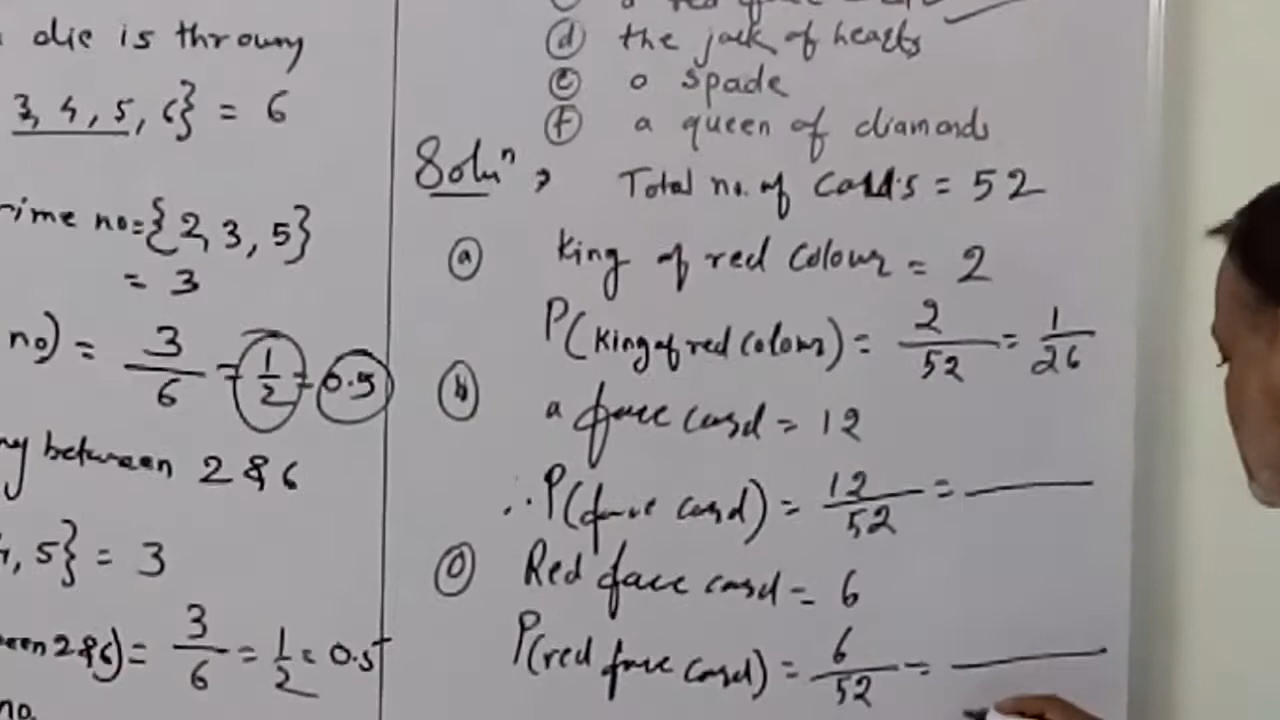 die is thrown
3, 4, 5, 6} = 6
rime no = {2, 3, 5}
= 3
no) = 3/6 = 1/2 = 0.5
ny between 2 & 6
4, 5} = 3
een 2 & 6) = 3/6 = 1/2 = 0.5
no.
(d) the jack of hearts
(e) a spade
(f) a queen of diamonds
Soluⁿ, Total no. of cards = 52
(a) King of red colour = 2
P(King of red colour) = 2/52 = 1/26
(b) a face card = 12
∴ P(face card) = 12/52 =
(c) Red face card = 6
P(red face card) = 6/52 =